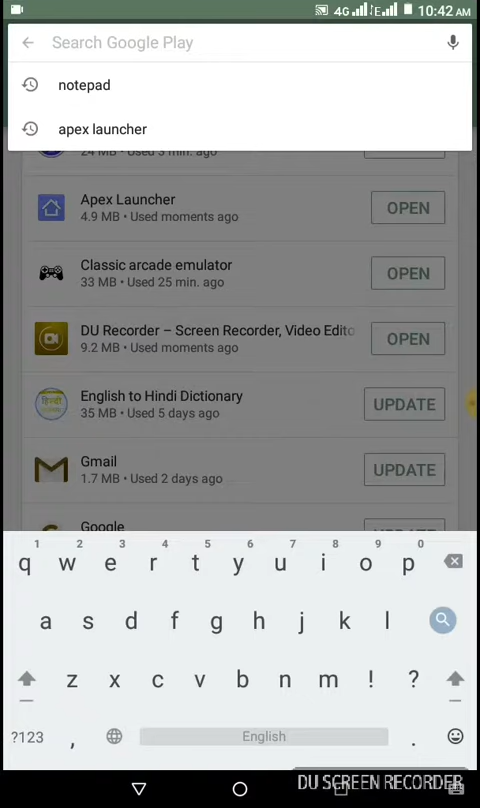 4G E 10:42 AM
Search Google Play
notepad
apex launcher
24 MB • Used 3 min. ago
Apex Launcher
4.9 MB • Used moments ago
OPEN
Classic arcade emulator
33 MB • Used 25 min. ago
OPEN
DU Recorder – Screen Recorder, Video Edito
9.2 MB • Used moments ago
OPEN
English to Hindi Dictionary
35 MB • Used 5 days ago
UPDATE
हिन्दी
Gmail
1.7 MB • Used 2 days ago
UPDATE
Google
1 2 3 4 5 6 7 8 9 0
q w e r t y u i o p
a s d f g h j k l
z x c v b n m ! ?
?123 , English .
DU SCREEN RECORDER